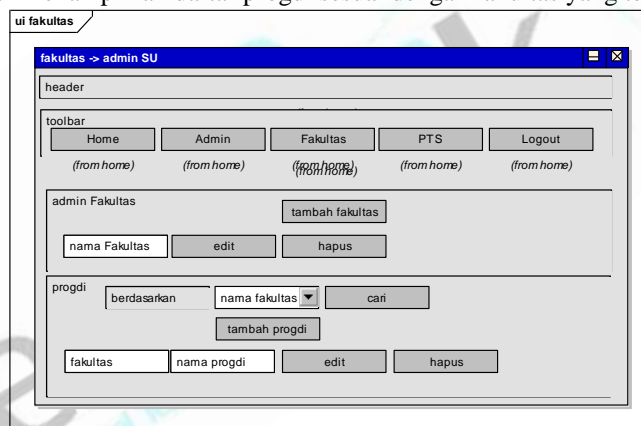 ui fakultas
fakultas -> admin SU
header
toolbar
Home Admin Fakultas PTS Logout
(from home) (from home) (from home) (from home) (from home)
(from home)
admin Fakultas
tambah fakultas
nama Fakultas edit hapus
progdi
berdasarkan nama fakultas cari
tambah progdi
fakultas nama progdi edit hapus